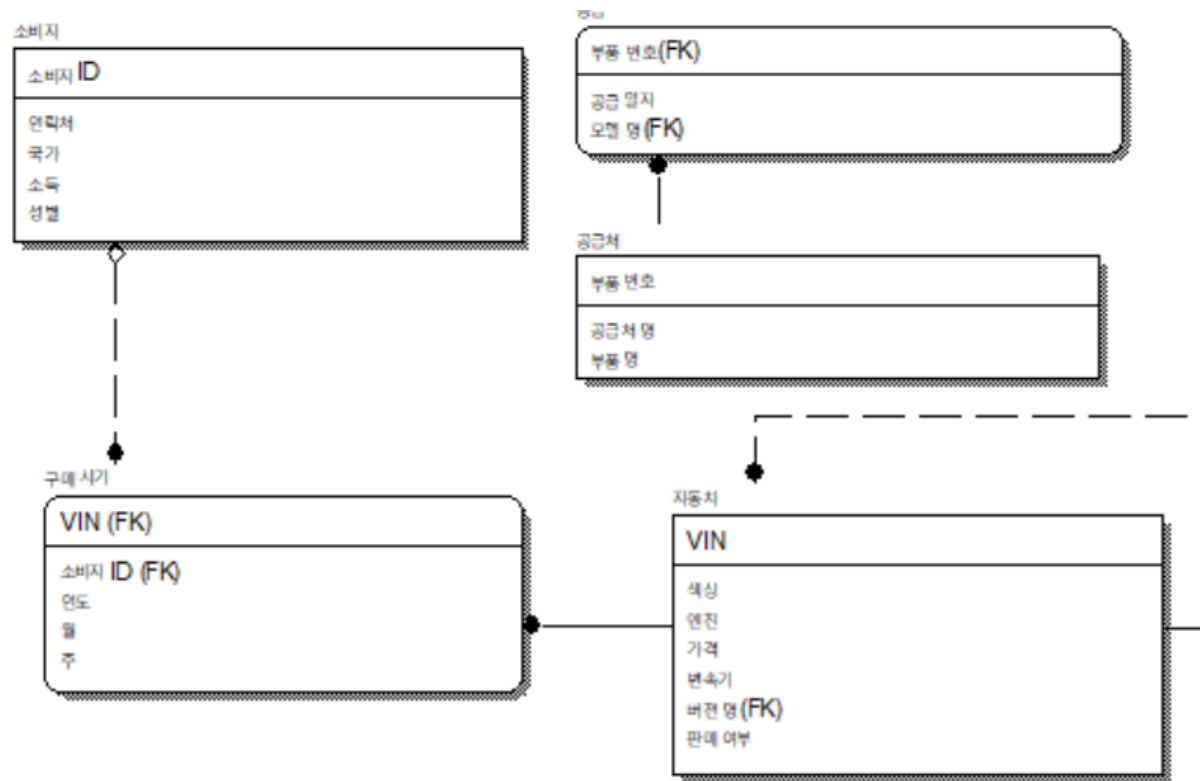 소비자
소비자 ID
연락처
국가
소득
성별
공급
부품 번호(FK)
공급 일자
모델 명(FK)
공급처
부품 번호
공급처 명
부품 명
구매 시기
VIN (FK)
소비자 ID (FK)
연도
월
주
자동차
VIN
색상
엔진
가격
변속기
버전 명(FK)
판매 여부